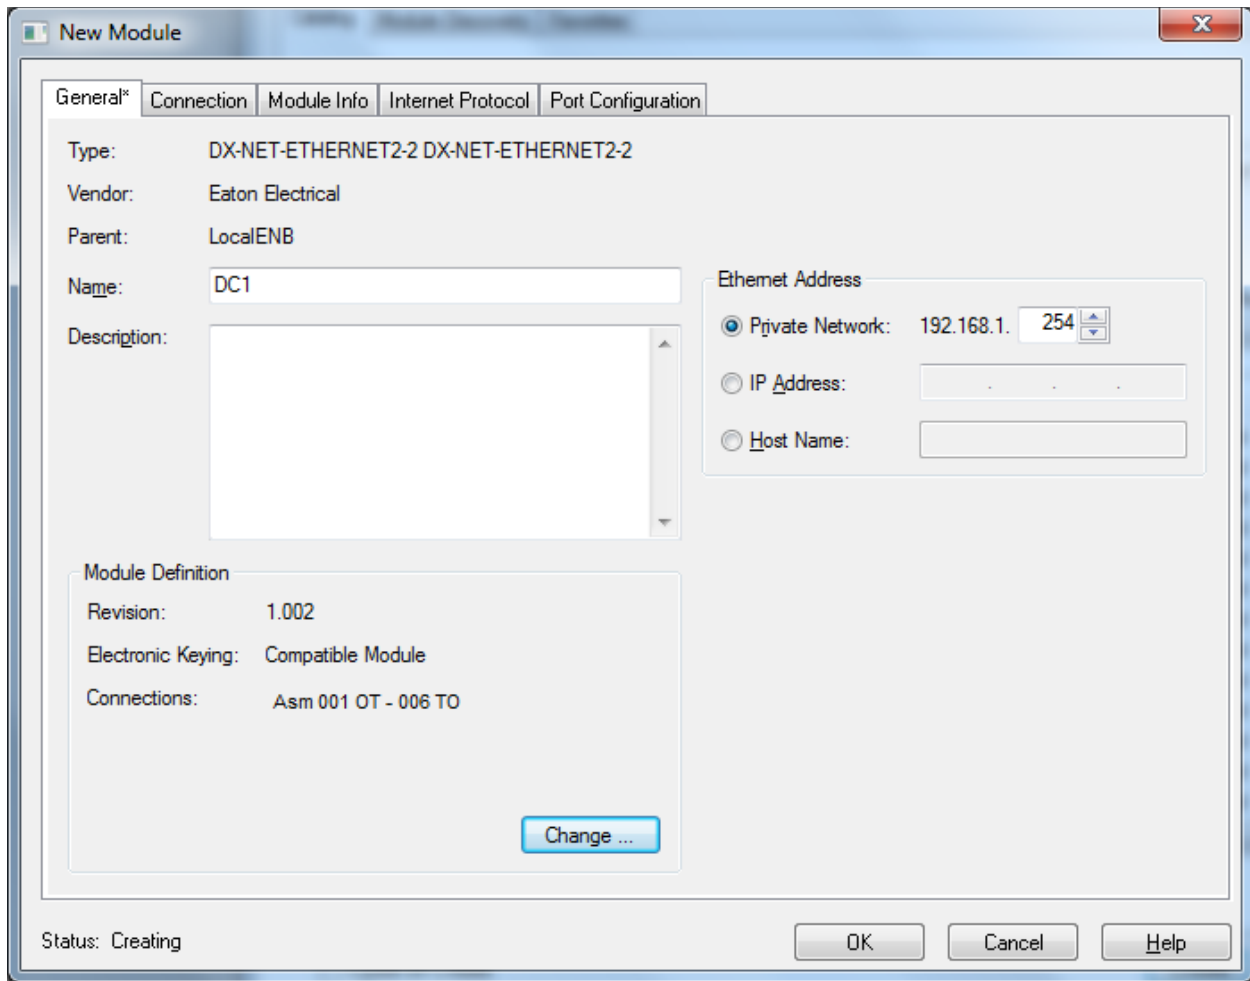 New Module
General* Connection Module Info Internet Protocol Port Configuration
Type: DX-NET-ETHERNET2-2 DX-NET-ETHERNET2-2
Vendor: Eaton Electrical
Parent: LocalENB
Name: DC1
Description:
Ethernet Address
Private Network: 192.168.1. 254
IP Address: . . .
Host Name:
Module Definition
Revision: 1.002
Electronic Keying: Compatible Module
Connections: Asm 001 OT - 006 TO
Change ...
Status: Creating
OK Cancel Help